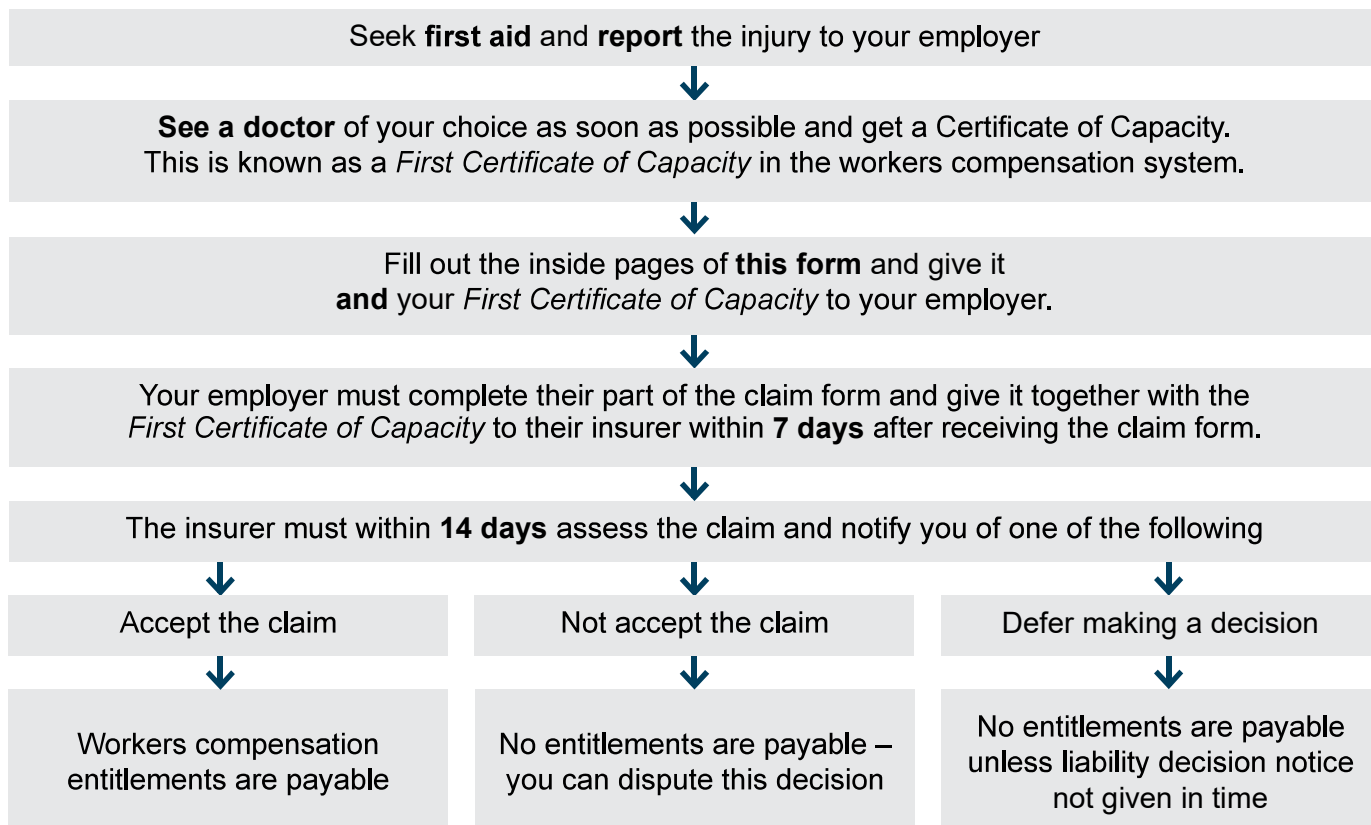 Seek first aid and report the injury to your employer
See a doctor of your choice as soon as possible and get a Certificate of Capacity.
This is known as a First Certificate of Capacity in the workers compensation system.
Fill out the inside pages of this form and give it
and your First Certificate of Capacity to your employer.
Your employer must complete their part of the claim form and give it together with the
First Certificate of Capacity to their insurer within 7 days after receiving the claim form.
The insurer must within 14 days assess the claim and notify you of one of the following
Accept the claim
Not accept the claim
Defer making a decision
Workers compensation
entitlements are payable
No entitlements are payable –
you can dispute this decision
No entitlements are payable
unless liability decision notice
not given in time